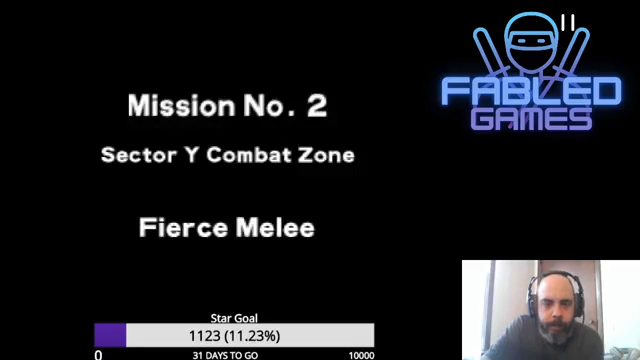 Mission No. 2
Sector Y Combat Zone
Fierce Melee
FABLED
GAMES
Star Goal
1123 (11.23%)
0 31 DAYS TO GO 10000